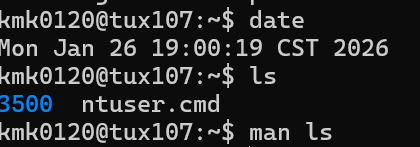 kmk0120@tux107:~$ date
Mon Jan 26 19:00:19 CST 2026
kmk0120@tux107:~$ ls
3500  ntuser.cmd
kmk0120@tux107:~$ man ls